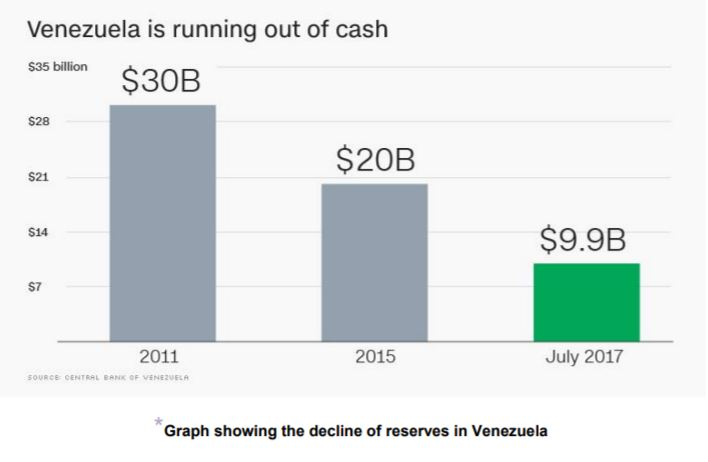 Venezuela is running out of cash
$35 billion
$30B
$28
$20B
$21
$14
$9.9B
$7
2011 2015 July 2017
SOURCE: CENTRAL BANK OF VENEZUELA
*Graph showing the decline of reserves in Venezuela